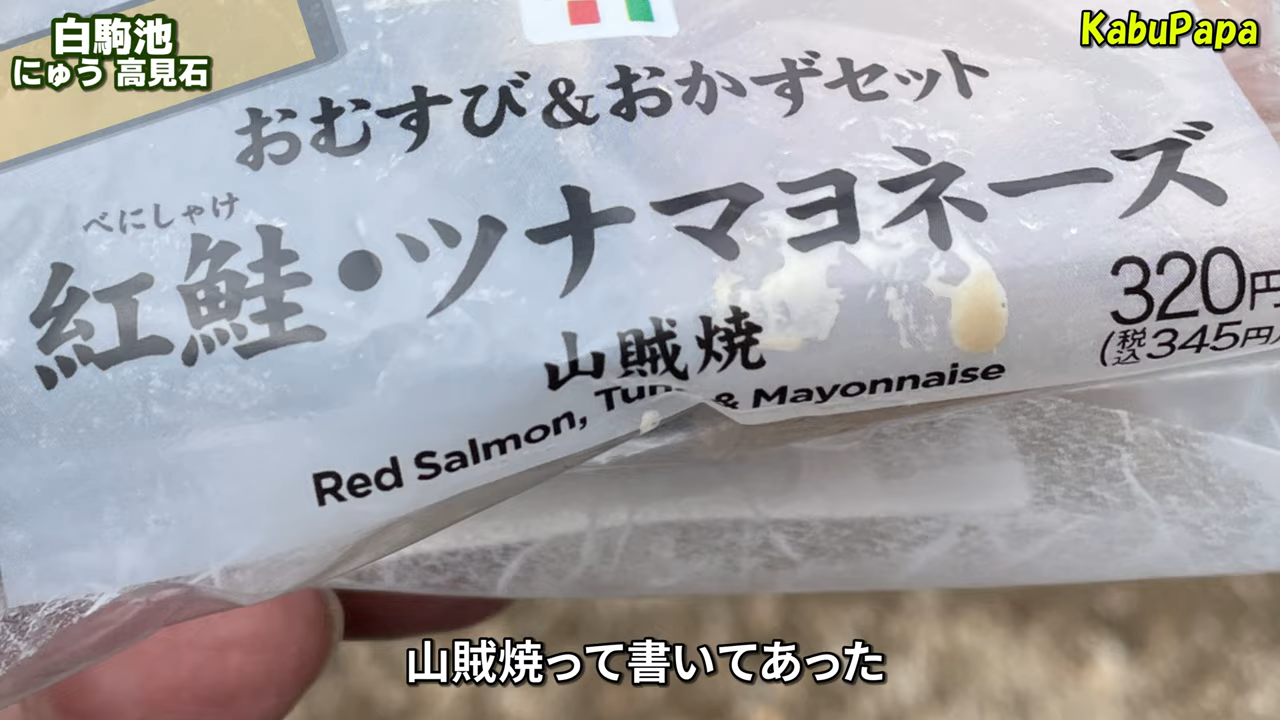 白駒池
にゅう 高見石
KabuPapa
おむすび&おかずセット
べにしゃけ
紅鮭・ツナマヨネーズ
山賊焼
320円
(税込345円)
Red Salmon, Tuna & Mayonnaise
山賊焼って書いてあった